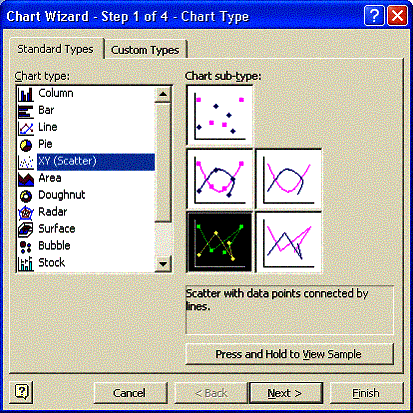 Chart Wizard - Step 1 of 4 - Chart Type
Standard Types
Custom Types
Chart type:
Column
Bar
Line
Pie
XY (Scatter)
Area
Doughnut
Radar
Surface
Bubble
Stock
Chart sub-type:
Scatter with data points connected by
lines.
Press and Hold to View Sample
Cancel
< Back
Next >
Finish